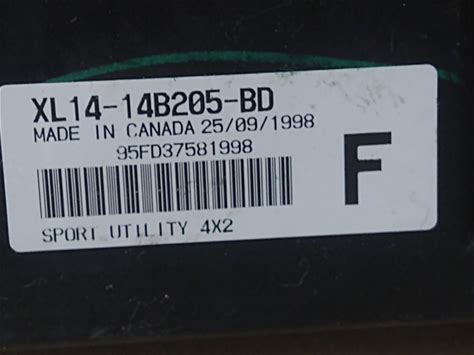 XL14-14B205-BD
MADE IN CANADA 25/09/1998
95FD37581998
F
SPORT UTILITY 4X2